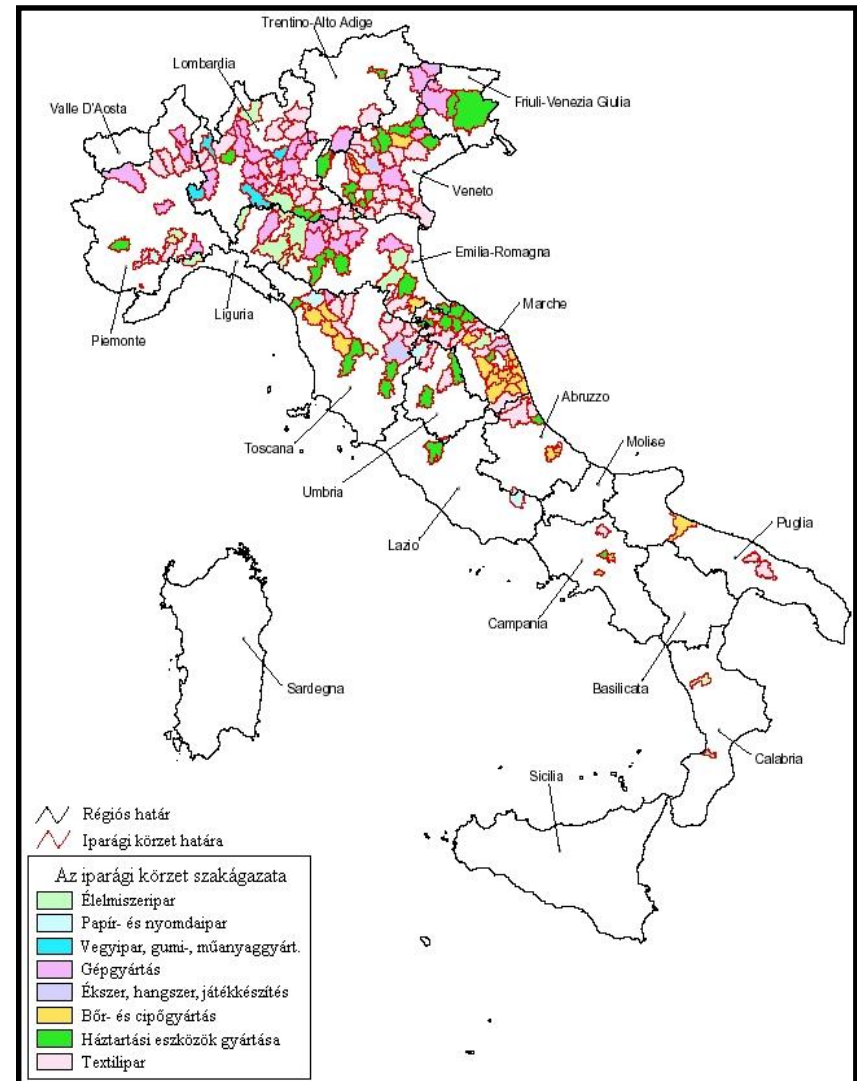 Trentino-Alto Adige
Lombardia
Valle D'Aosta
Friuli-Venezia Giulia
Veneto
Emilia-Romagna
Liguria
Piemonte
Marche
Abruzzo
Toscana
Molise
Umbria
Puglia
Lazio
Campania
Basilicata
Sardegna
Calabria
Sicilia
Régiós határ
Iparági körzet határa
Az iparági körzet szakágazata
Élelmiszeripar
Papír- és nyomdaipar
Vegyipar, gumi-, műanyaggyárt.
Gépgyártás
Ékszer, hangszer, játékkészítés
Bőr- és cipőgyártás
Háztartási eszközök gyártása
Textilipar